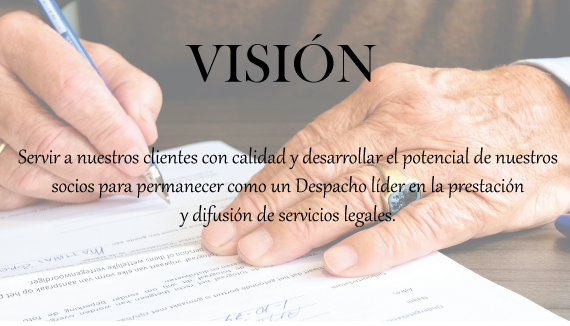 VISIÓN
Servir a nuestros clientes con calidad y desarrollar el potencial de nuestros
socios para permanecer como un Despacho líder en la prestación
y difusión de servicios legales.